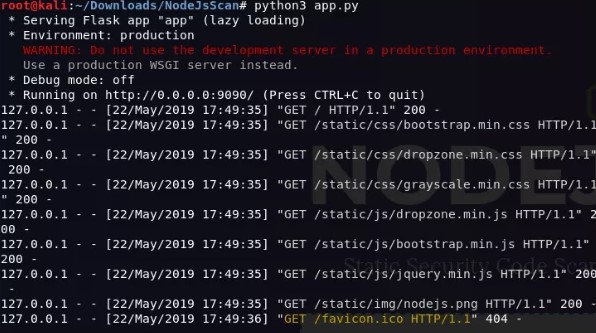 root@kali:~/Downloads/NodeJsScan# python3 app.py
 * Serving Flask app "app" (lazy loading)
 * Environment: production
   WARNING: Do not use the development server in a production environment.
   Use a production WSGI server instead.
 * Debug mode: off
 * Running on http://0.0.0.0:9090/ (Press CTRL+C to quit)
127.0.0.1 - - [22/May/2019 17:49:35] "GET / HTTP/1.1" 200 -
127.0.0.1 - - [22/May/2019 17:49:35] "GET /static/css/bootstrap.min.css HTTP/1.1
" 200 -
127.0.0.1 - - [22/May/2019 17:49:35] "GET /static/css/dropzone.min.css HTTP/1.1"
 200 -
127.0.0.1 - - [22/May/2019 17:49:35] "GET /static/css/grayscale.min.css HTTP/1.1
" 200 -
127.0.0.1 - - [22/May/2019 17:49:35] "GET /static/js/dropzone.min.js HTTP/1.1" 2
00 -
127.0.0.1 - - [22/May/2019 17:49:35] "GET /static/js/bootstrap.min.js HTTP/1.1"
200 -
127.0.0.1 - - [22/May/2019 17:49:35] "GET /static/js/jquery.min.js HTTP/1.1" 200
 -
127.0.0.1 - - [22/May/2019 17:49:35] "GET /static/img/nodejs.png HTTP/1.1" 200 -
127.0.0.1 - - [22/May/2019 17:49:36] "GET /favicon.ico HTTP/1.1" 404 -
NODEJ
Static Security Code Scan